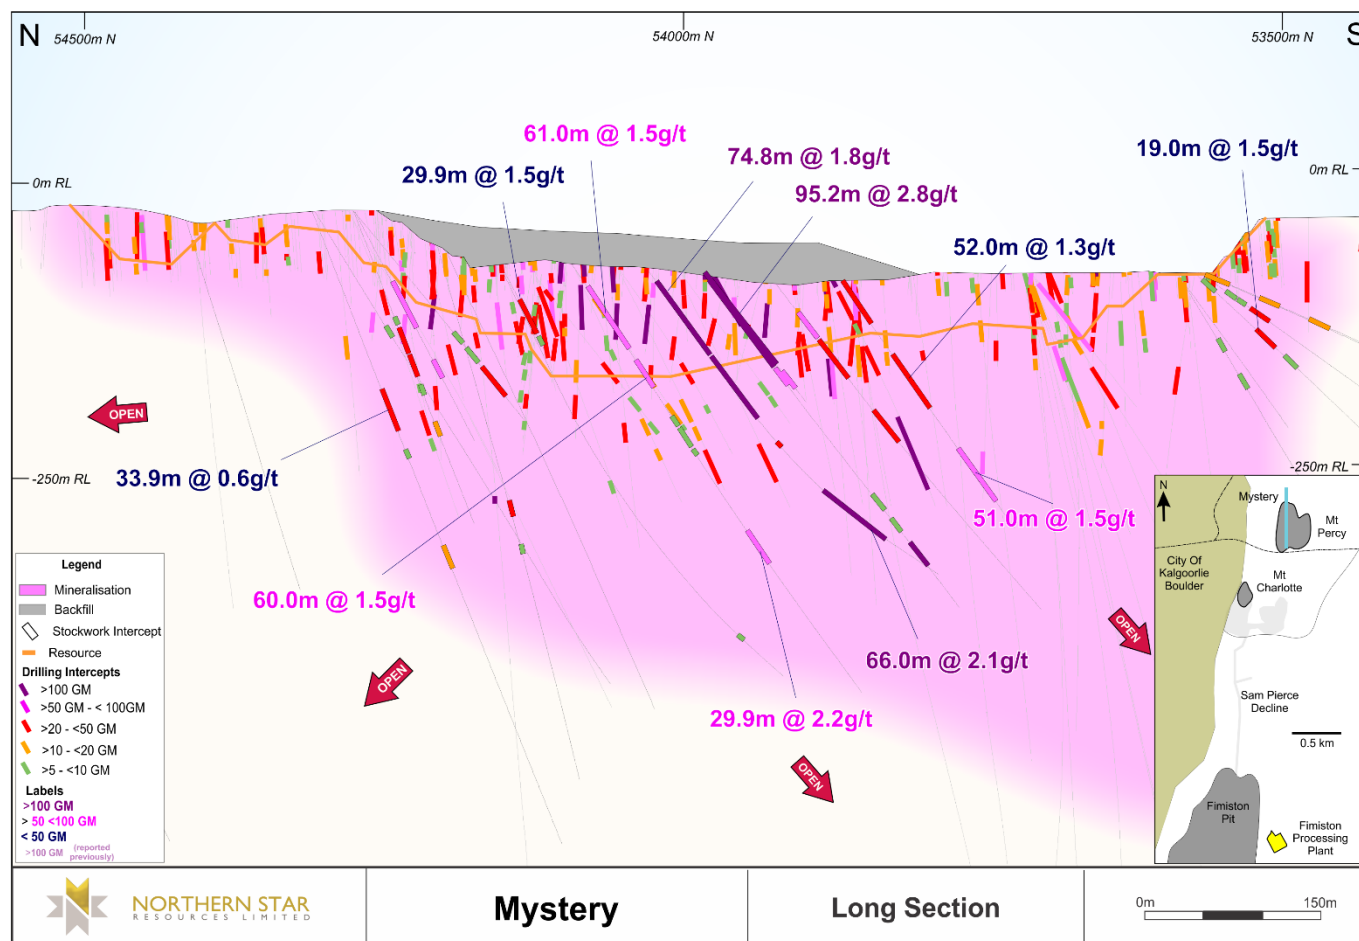 N
54500m N
54000m N
53500m N
S
0m RL
0m RL
61.0m @ 1.5g/t
74.8m @ 1.8g/t
29.9m @ 1.5g/t
95.2m @ 2.8g/t
19.0m @ 1.5g/t
52.0m @ 1.3g/t
OPEN
-250m RL
-250m RL
33.9m @ 0.6g/t
51.0m @ 1.5g/t
60.0m @ 1.5g/t
66.0m @ 2.1g/t
29.9m @ 2.2g/t
OPEN
OPEN
OPEN
Legend
Mineralisation
Backfill
Stockwork Intercept
Resource
Drilling Intercepts
>100 GM
>50 GM - < 100GM
>20 - <50 GM
>10 - <20 GM
>5 - <10 GM
Labels
>100 GM
> 50 <100 GM
< 50 GM
>100 GM (reported
previously)
N
Mystery
Mt
Percy
City Of
Kalgoorlie
Boulder
Mt
Charlotte
Sam Pierce
Decline
0.5 km
Fimiston
Pit
Fimiston
Processing
Plant
NORTHERN STAR
RESOURCES LIMITED
Mystery
Long Section
0m
150m